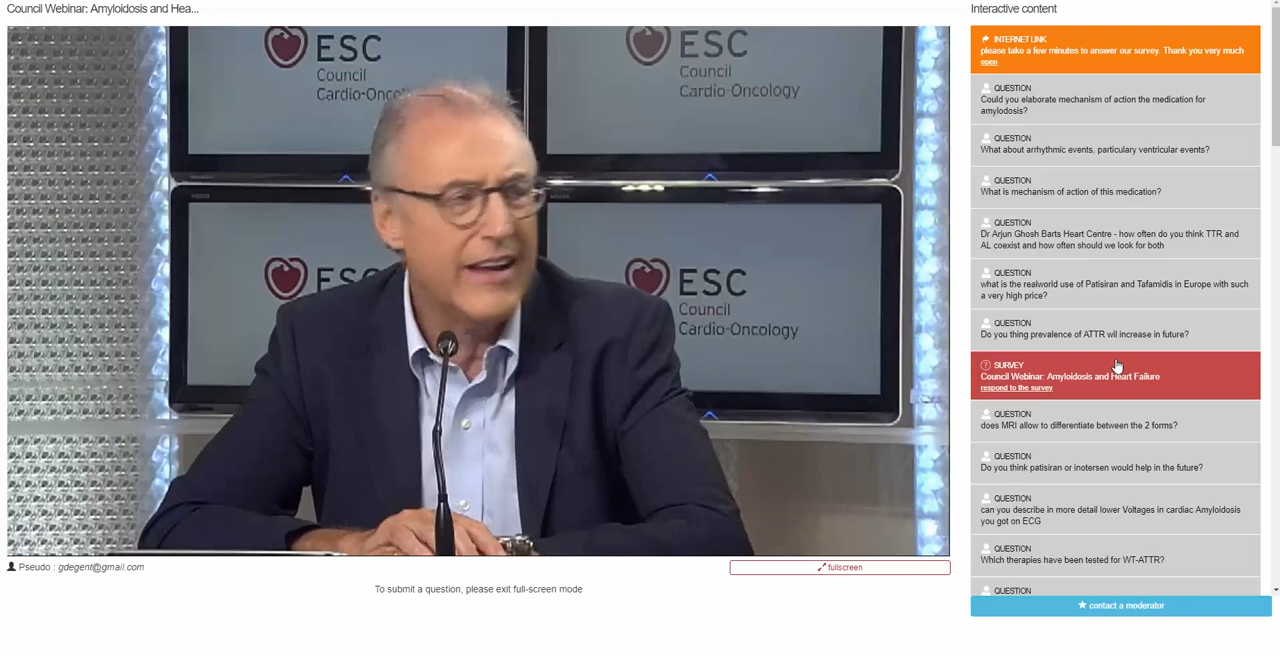 Council Webinar: Amyloidosis and Hea...
ESC
Council
ESC
Council
Cardio-Oncology
ESC
ESC
Council
Cardio-Oncology
Pseudo : gdegent@gmail.com
fullscreen
To submit a question, please exit full-screen mode
Interactive content
INTERNET LINK
please take a few minutes to answer our survey. Thank you very much
open
QUESTION
Could you elaborate mechanism of action the medication for
amylodosis?
QUESTION
What about arrhythmic events, particulary ventricular events?
QUESTION
What is mechanism of action of this medication?
QUESTION
Dr Arjun Ghosh Barts Heart Centre - how often do you think TTR and
AL coexist and how often should we look for both
QUESTION
what is the realworld use of Patisiran and Tafamidis in Europe with such
a very high price?
QUESTION
Do you thing prevalence of ATTR wil increase in future?
SURVEY
Council Webinar: Amyloidosis and Heart Failure
respond to the survey
QUESTION
does MRI allow to differentiate between the 2 forms?
QUESTION
Do you think patisiran or inotersen would help in the future?
QUESTION
can you describe in more detail lower Voltages in cardiac Amyloidosis
you got on ECG
QUESTION
Which therapies have been tested for WT-ATTR?
QUESTION
contact a moderator